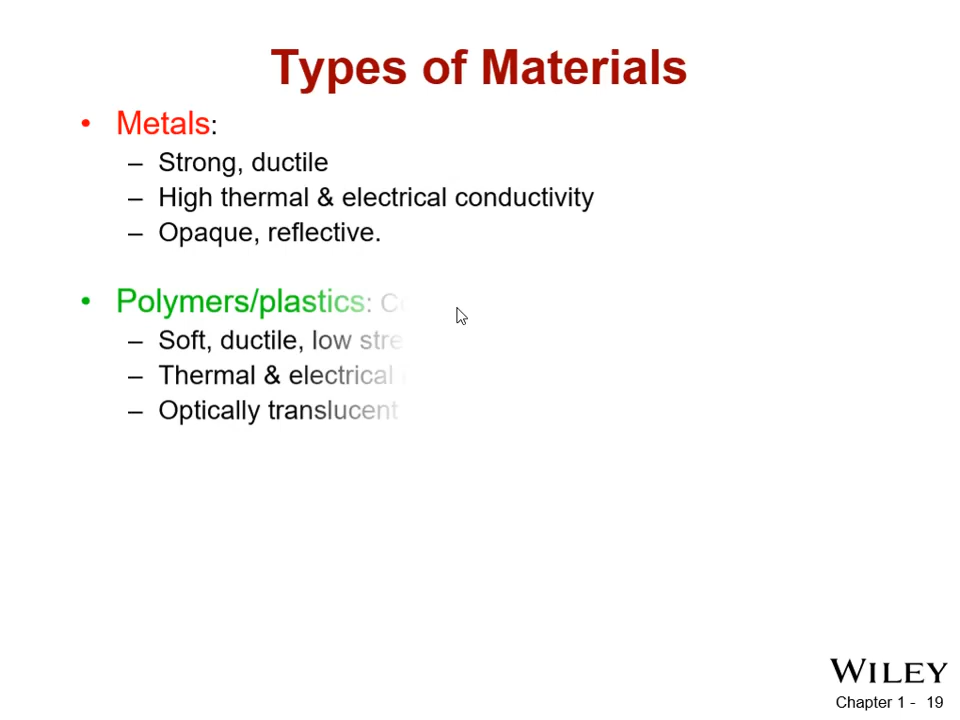 Types of Materials
• Metals:
– Strong, ductile
– High thermal & electrical conductivity
– Opaque, reflective.
• Polymers/plastics:
– Soft, ductile, low
– Thermal & electrical
– Optically translucent
WILEY
Chapter 1 - 19